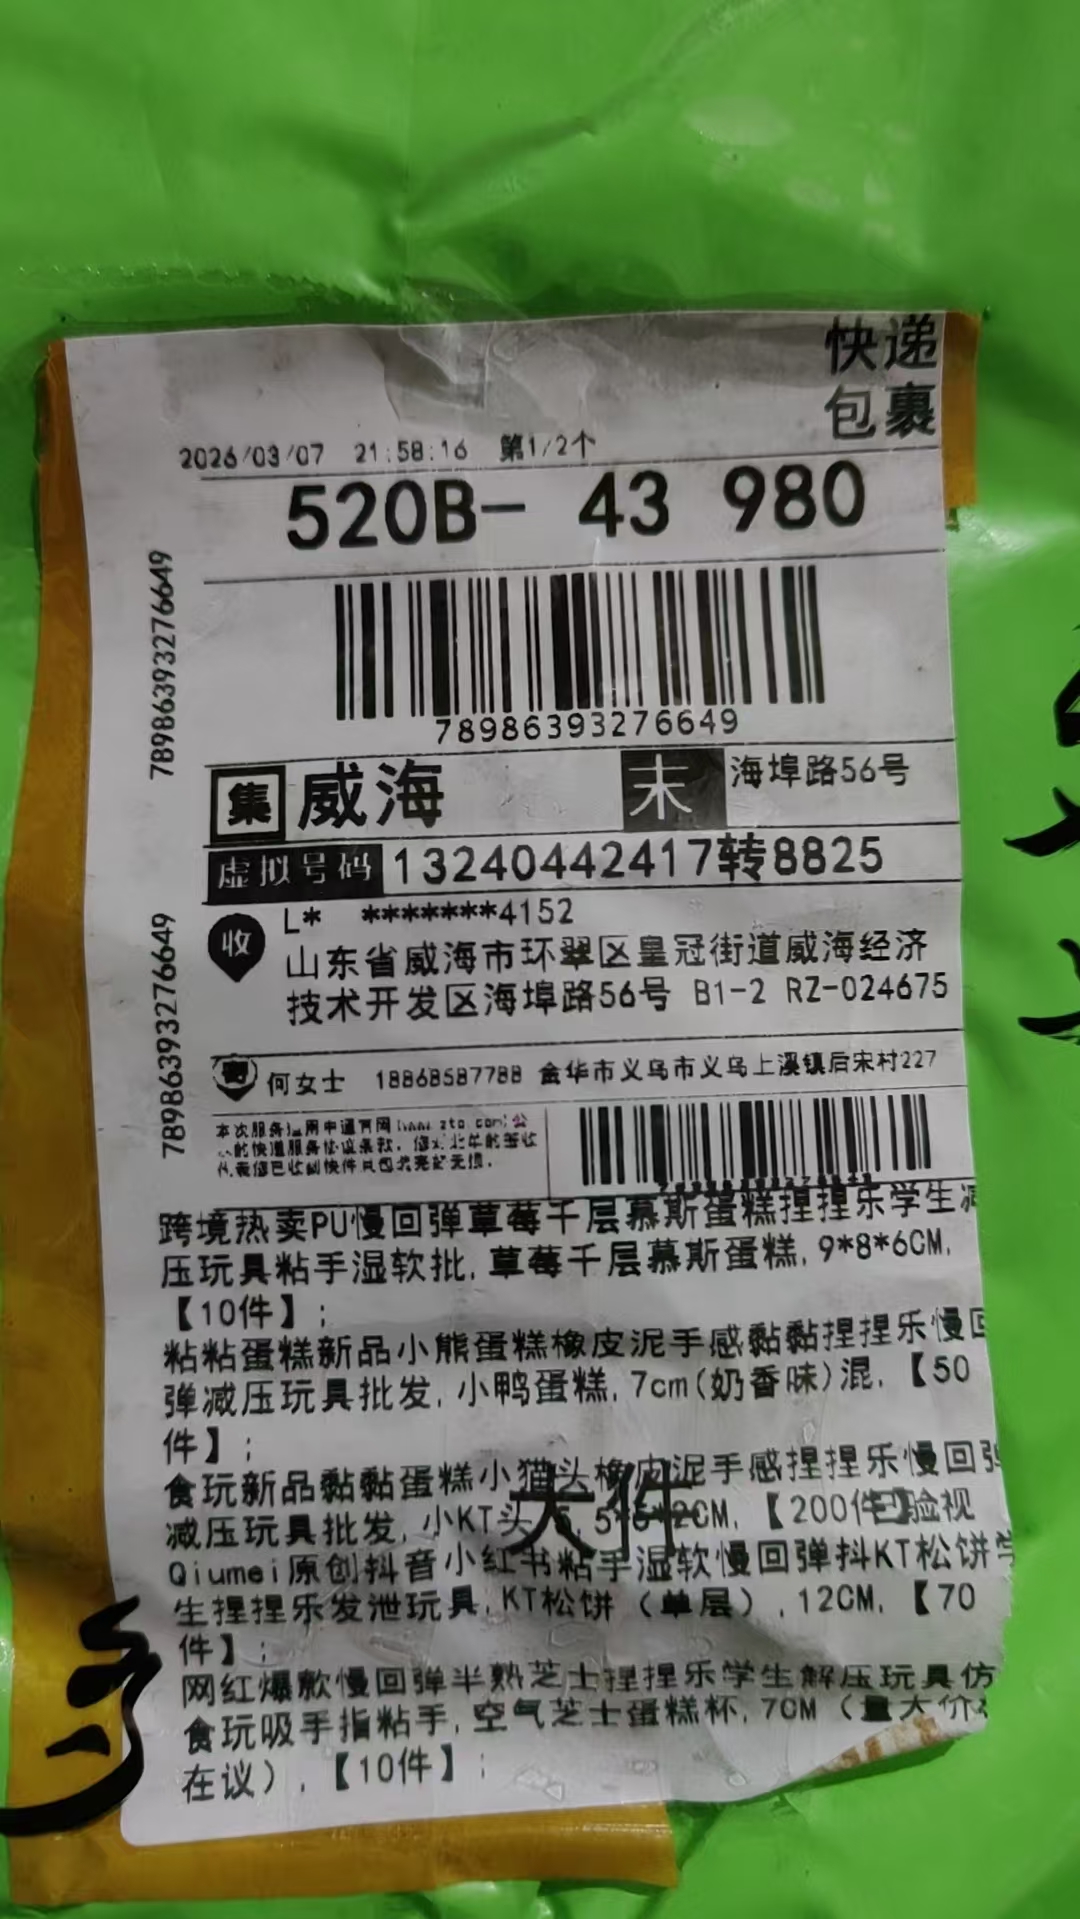 快递
包裹
2026/03/07 21:58:16 第1/2个
520B- 43 980
78986393276649
78986393276649
集 威海 末 海埠路56号
虚拟号码 13240442417转8825
收 L* *******4152
山东省威海市环翠区皇冠街道威海经济
技术开发区海埠路56号 B1-2 RZ-024675
78986393276649
寄 何女士 18868587788 金华市义乌市义乌上溪镇后宋村227
跨境热卖PU慢回弹草莓千层慕斯蛋糕捏捏乐学生减
压玩具粘手湿软批,草莓千层慕斯蛋糕,9*8*6CM,
【10件】;
粘粘蛋糕新品小熊蛋糕橡皮泥手感黏黏捏捏乐慢回
弹减压玩具批发,小鸭蛋糕,7cm(奶香味)混,【50
件】;
食玩新品黏黏蛋糕小猫头橡皮泥手感捏捏乐慢回弹
减压玩具批发,小KT头 【200件】
已验视
大件
Qiumei原创抖音小红书粘手湿软慢回弹抖KT松饼学
生捏捏乐发泄玩具,KT松饼(单层),12CM,【70
件】;
网红爆款慢回弹半熟芝士捏捏乐学生解压玩具仿
食玩吸手指粘手,空气芝士蛋糕杯,7CM(量大价
在议),【10件】;